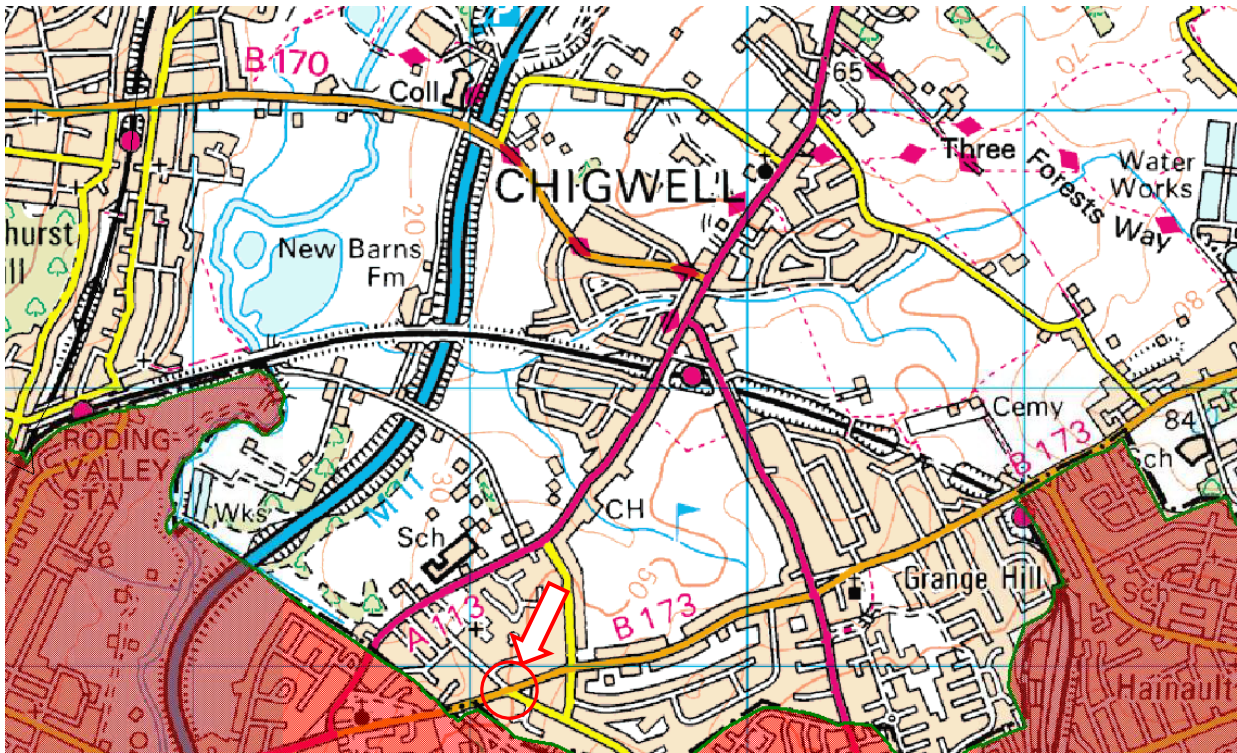 B 170
Coll
65
70
Three
Forests Way
Water
Works
CHIGWELL
20
hurst
ll
New Barns
Fm
80
RODING
VALLEY
STA
Cemy
84
B 173
Sch
Wks
M 11
30
CH
Sch
50
Grange Hill
Sch
A 113
B 173
Hainault